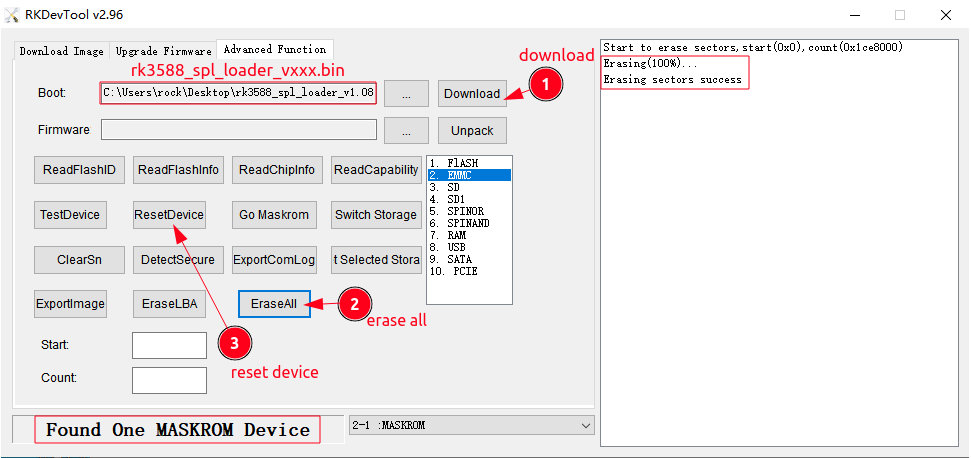 RKDevTool v2.96
Download Image
Upgrade Firmware
Advanced Function
rk3588_spl_loader_vxxx.bin
download
Boot:
C:\Users\rock\Desktop\rk3588_spl_loader_v1.08
...
Download
1
Firmware
...
Unpack
ReadFlashID
ReadFlashInfo
ReadChipInfo
ReadCapability
TestDevice
ResetDevice
Go Maskrom
Switch Storage
ClearSn
DetectSecure
ExportComLog
t Selected Stora
ExportImage
EraseLBA
EraseAll
1. FlASH
2. EMMC
3. SD
4. SD1
5. SPINOR
6. SPINAND
7. RAM
8. USB
9. SATA
10. PCIE
2
erase all
3
reset device
Start:
Count:
Found One MASKROM Device
2-1 :MASKROM
Start to erase sectors,start(0x0),count(0x1ce8000)
Erasing(100%)...
Erasing sectors success